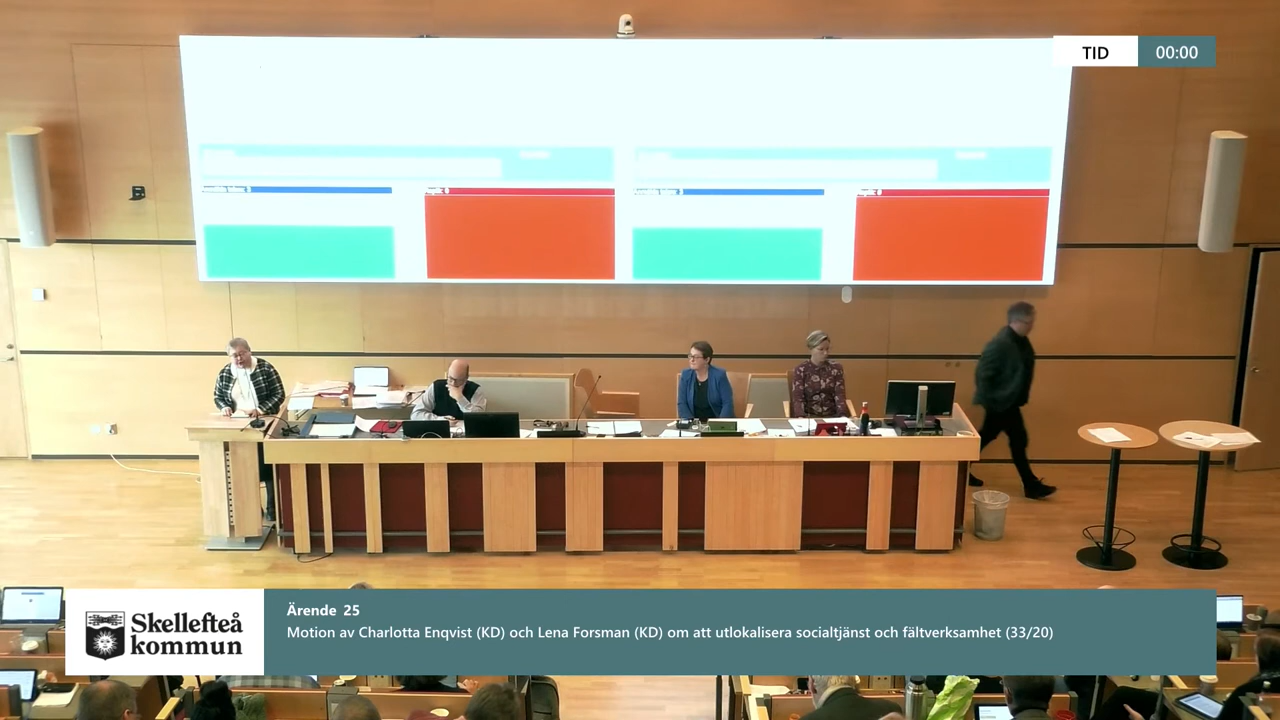 TID 00:00
Skellefteå
kommun
Ärende 25
Motion av Charlotta Enqvist (KD) och Lena Forsman (KD) om att utlokalisera socialtjänst och fältverksamhet (33/20)